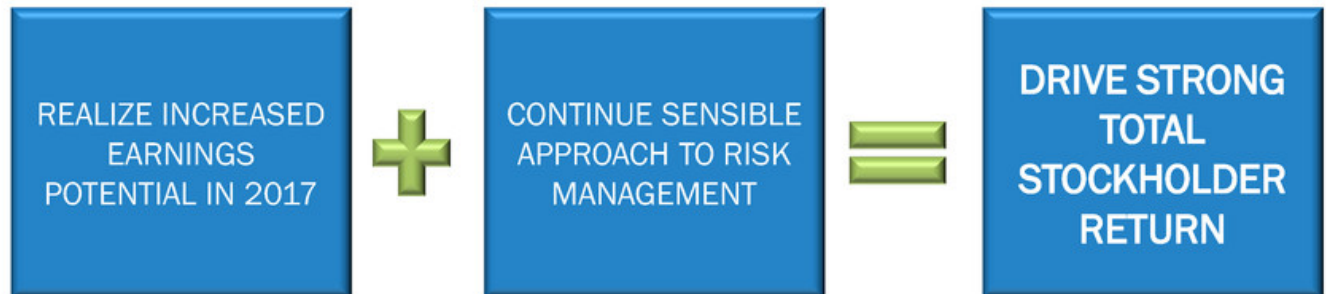 REALIZE INCREASED
EARNINGS
POTENTIAL IN 2017
CONTINUE SENSIBLE
APPROACH TO RISK
MANAGEMENT
DRIVE STRONG
TOTAL
STOCKHOLDER
RETURN